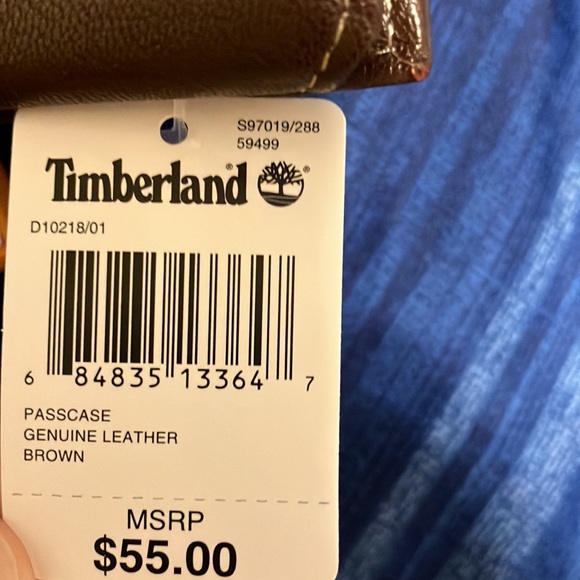 S97019/288
59499
Timberland®
®
D10218/01
6 84835 13364 7
PASSCASE
GENUINE LEATHER
BROWN
MSRP
$55.00